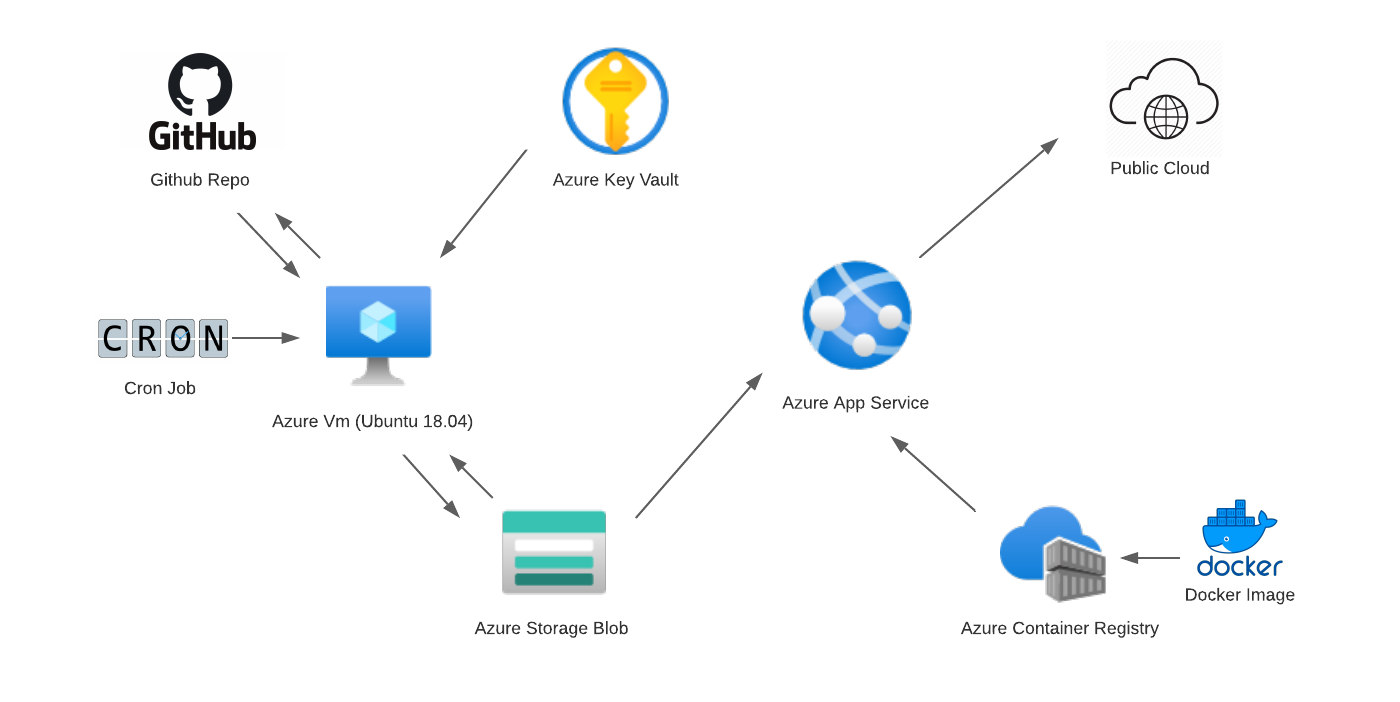 GitHub
Github Repo
Azure Key Vault
Public Cloud
CRON
Cron Job
Azure Vm (Ubuntu 18.04)
Azure App Service
docker
Docker Image
Azure Storage Blob
Azure Container Registry